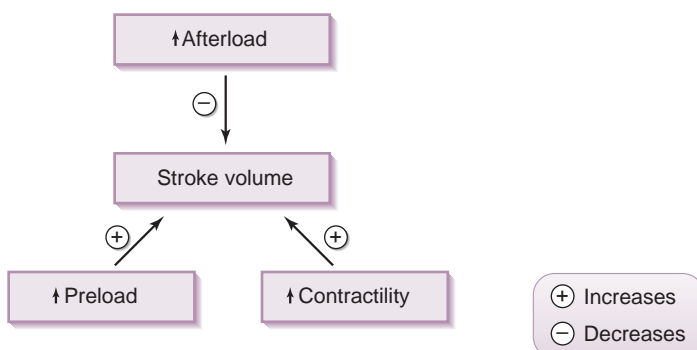 ↑Afterload
−
Stroke volume
+
+
↑Preload
↑Contractility
+ Increases
− Decreases